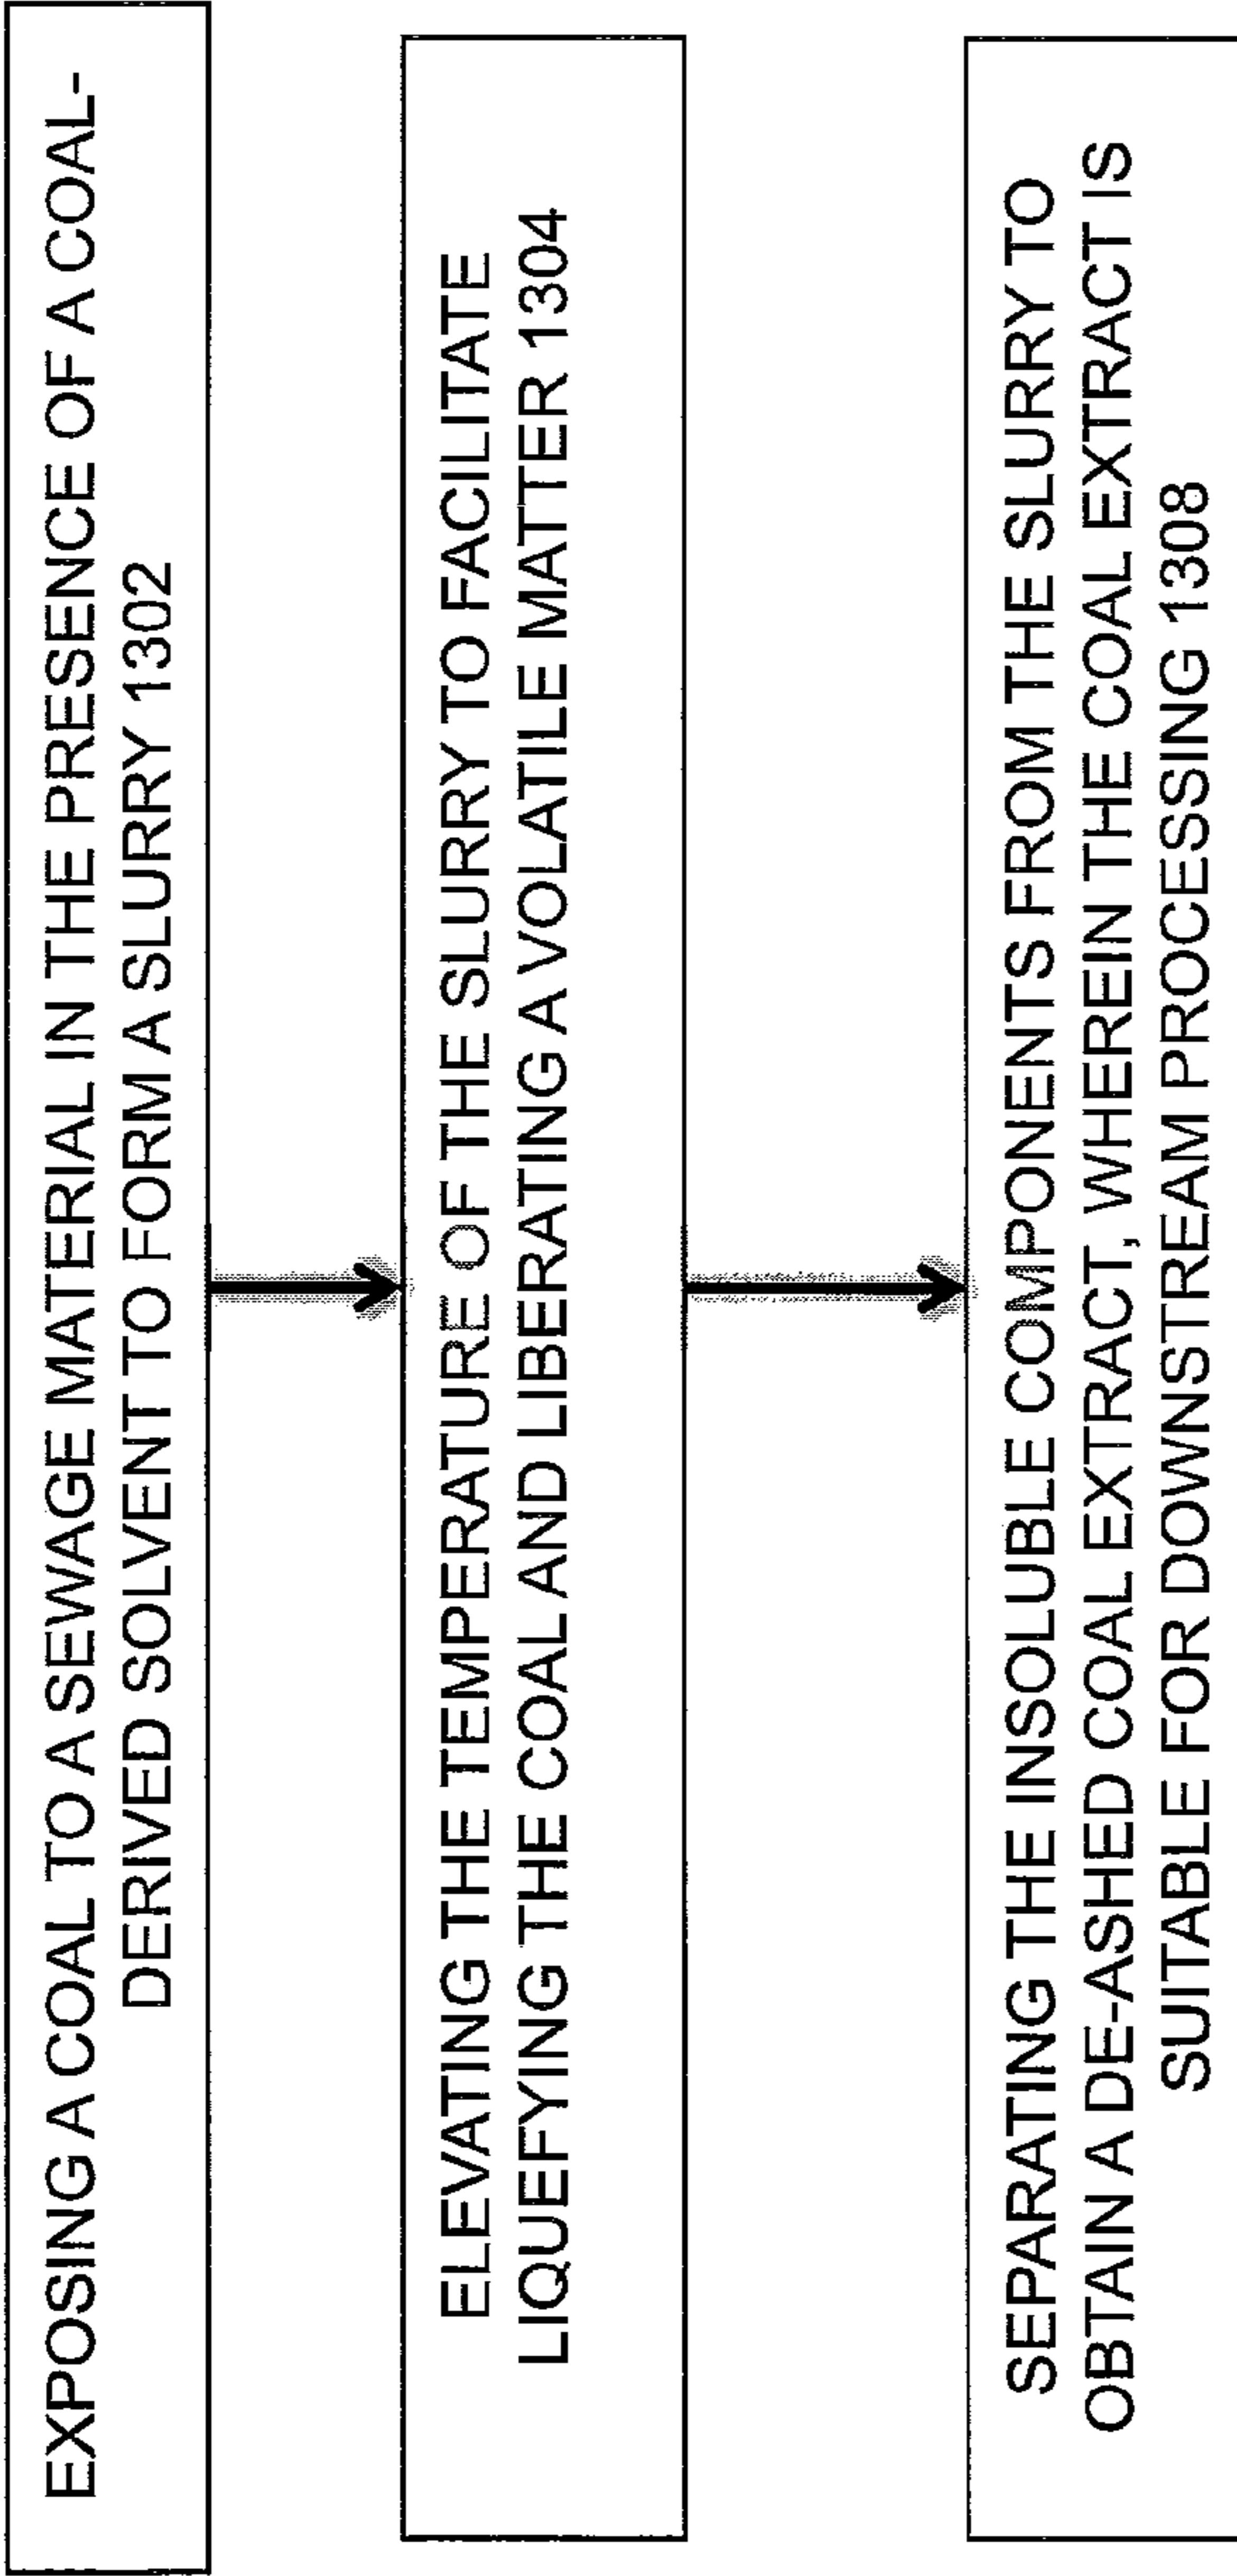 EXPOSING A COAL TO A SEWAGE MATERIAL IN THE PRESENCE OF A COAL-
DERIVED SOLVENT TO FORM A SLURRY 1302
ELEVATING THE TEMPERATURE OF THE SLURRY TO FACILITATE
LIQUEFYING THE COAL AND LIBERATING A VOLATILE MATTER 1304
SEPARATING THE INSOLUBLE COMPONENTS FROM THE SLURRY TO
OBTAIN A DE-ASHED COAL EXTRACT, WHEREIN THE COAL EXTRACT IS
SUITABLE FOR DOWNSTREAM PROCESSING 1308